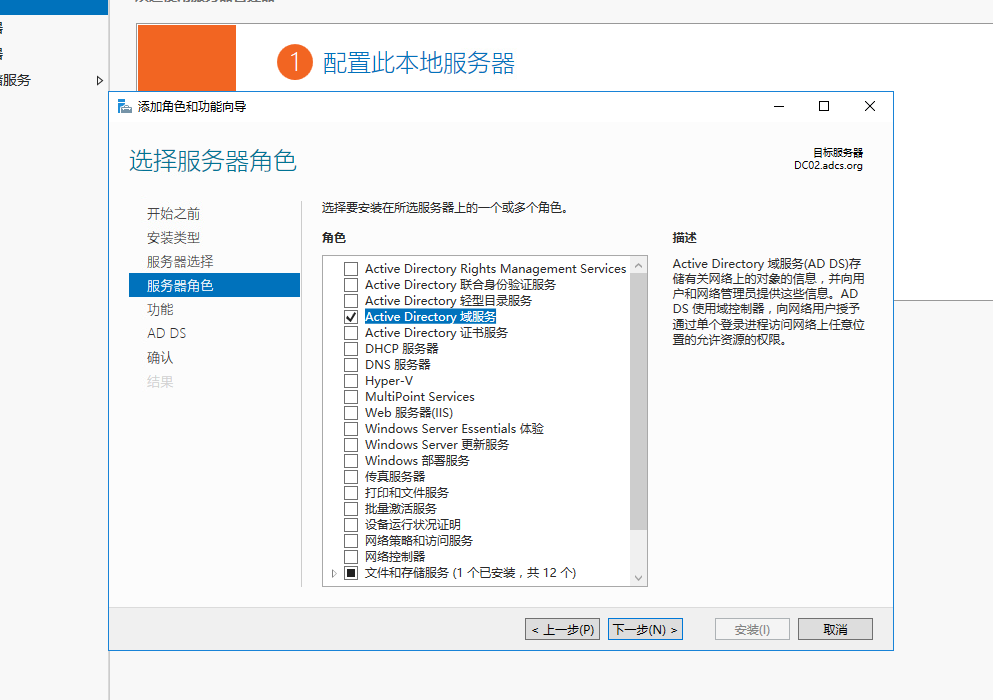 服务
1 配置此本地服务器
添加角色和功能向导
选择服务器角色
目标服务器
DC02.adcs.org
开始之前
安装类型
服务器选择
服务器角色
功能
AD DS
确认
结果
选择要安装在所选服务器上的一个或多个角色。
角色
Active Directory Rights Management Services
Active Directory 联合身份验证服务
Active Directory 轻型目录服务
Active Directory 域服务
Active Directory 证书服务
DHCP 服务器
DNS 服务器
Hyper-V
MultiPoint Services
Web 服务器(IIS)
Windows Server Essentials 体验
Windows Server 更新服务
Windows 部署服务
传真服务器
打印和文件服务
批量激活服务
设备运行状况证明
网络策略和访问服务
网络控制器
文件和存储服务 (1 个已安装，共 12 个)
描述
Active Directory 域服务(AD DS)存
储有关网络上的对象的信息，并向用
户和网络管理员提供这些信息。AD
DS 使用域控制器，向网络用户授予
通过单个登录进程访问网络上任意位
置的允许资源的权限。
< 上一步(P)
下一步(N) >
安装(I)
取消